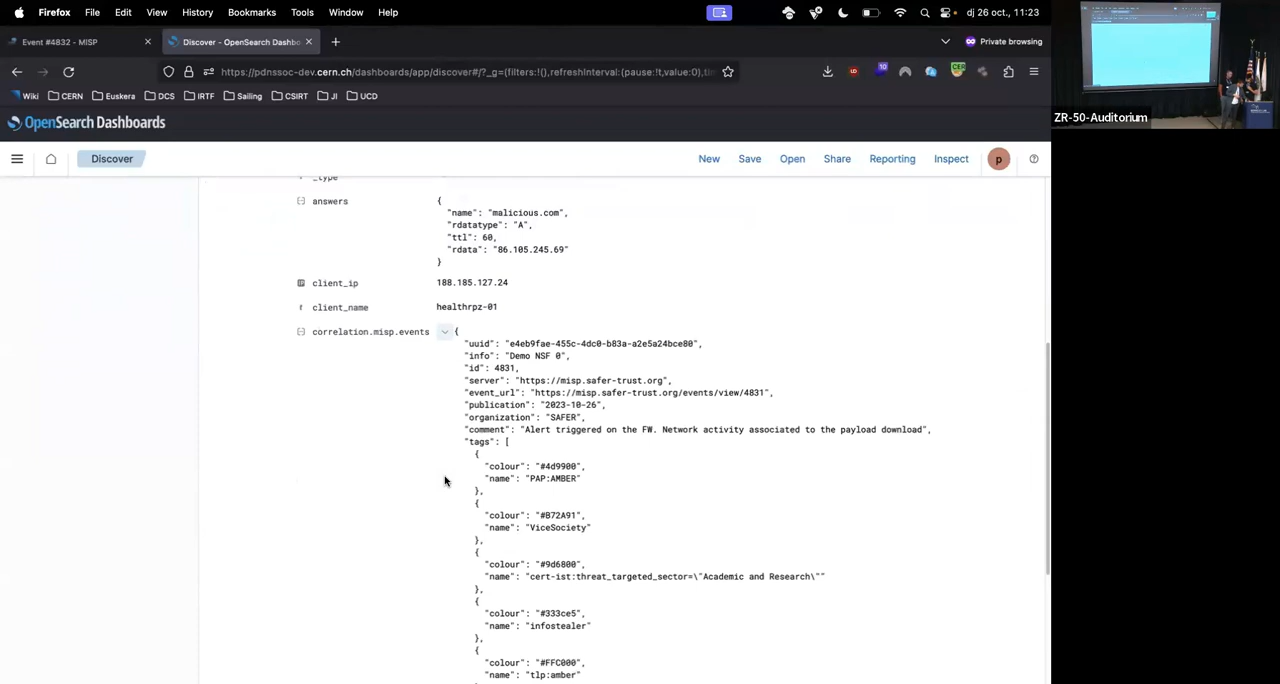 Firefox File Edit View History Bookmarks Tools Window Help dj 26 oct., 11:23
Event #4832 - MISP Discover - OpenSearch Dashbo Private browsing
https://pdnssoc-dev.cern.ch/dashboards/app/discover#/?_g=(filters:!(),refreshInterval:(pause:!t,value:0),tim
10
Wiki CERN Euskera DCS IRTF Sailing CSIRT JI UCD
ZR-50-Auditorium
OpenSearch Dashboards
Discover New Save Open Share Reporting Inspect p
_type
answers {
"name": "malicious.com",
"rdatatype": "A",
"ttl": 60,
"rdata": "86.105.245.69"
}
client_ip 188.185.127.24
client_name healthrpz-01
correlation.misp.events {
"uuid": "e4eb9fae-455c-4dc0-b83a-a2e5a24bce80",
"info": "Demo NSF 0",
"id": 4831,
"server": "https://misp.safer-trust.org",
"event_url": "https://misp.safer-trust.org/events/view/4831",
"publication": "2023-10-26",
"organization": "SAFER",
"comment": "Alert triggered on the FW. Network activity associated to the payload download",
"tags": [
{
"colour": "#4d9900",
"name": "PAP:AMBER"
},
{
"colour": "#B72A91",
"name": "ViceSociety"
},
{
"colour": "#9d6800",
"name": "cert-ist:threat_targeted_sector=\"Academic and Research\""
},
{
"colour": "#333ce5",
"name": "infostealer"
},
{
"colour": "#FFC000",
"name": "tlp:amber"